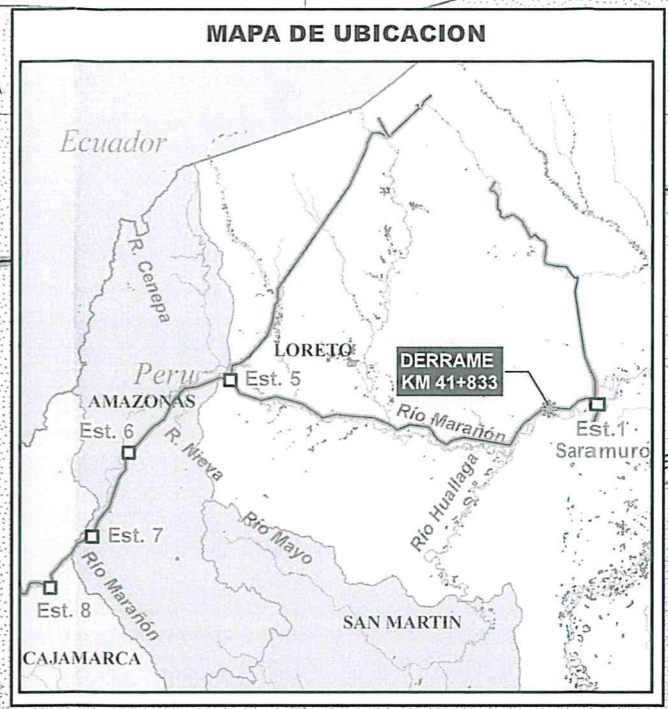 MAPA DE UBICACION
Ecuador
R. Cenepa
LORETO
DERRAME
KM 41+833
Peru
Est. 5
AMAZONAS
Río Marañón
Est.1
Saramuro
Est. 6
R. Nieva
Río Huallaga
Est. 7
Río Mayo
Río Marañón
Est. 8
SAN MARTIN
CAJAMARCA